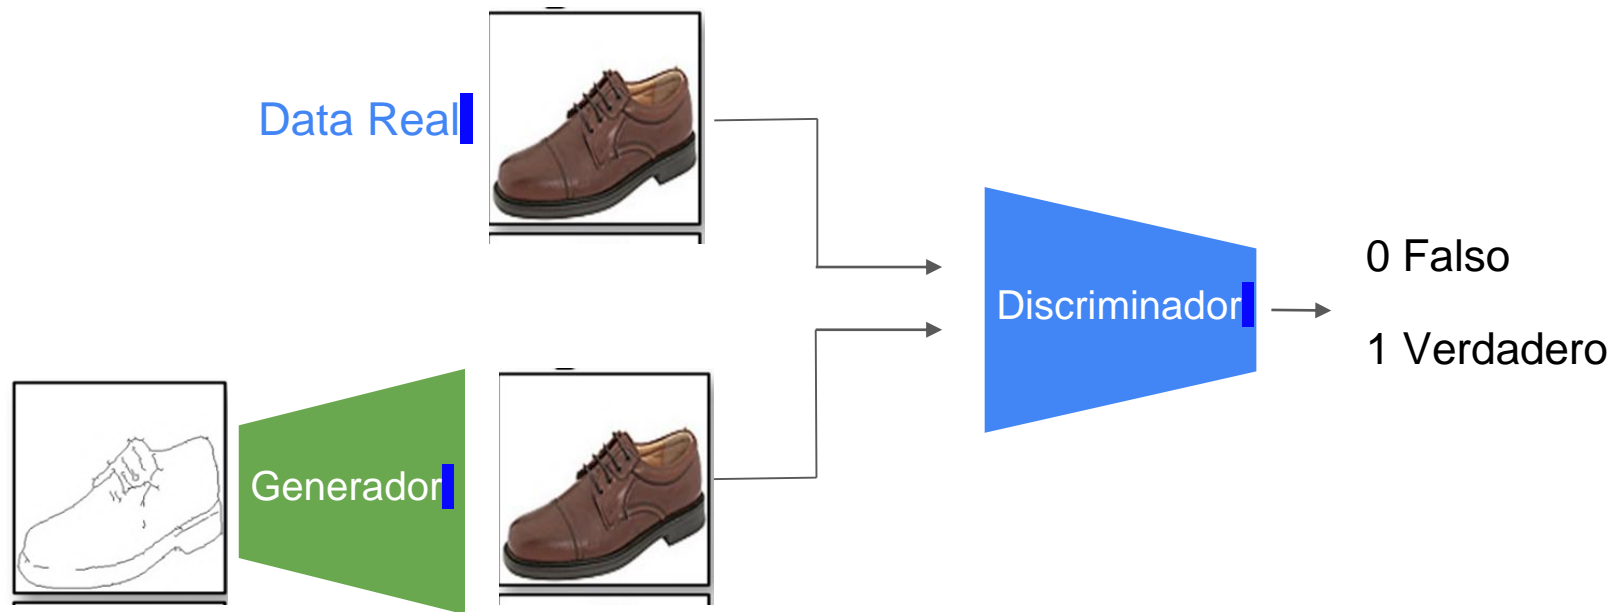 Data Real
Discriminador
0 Falso
1 Verdadero
Generador